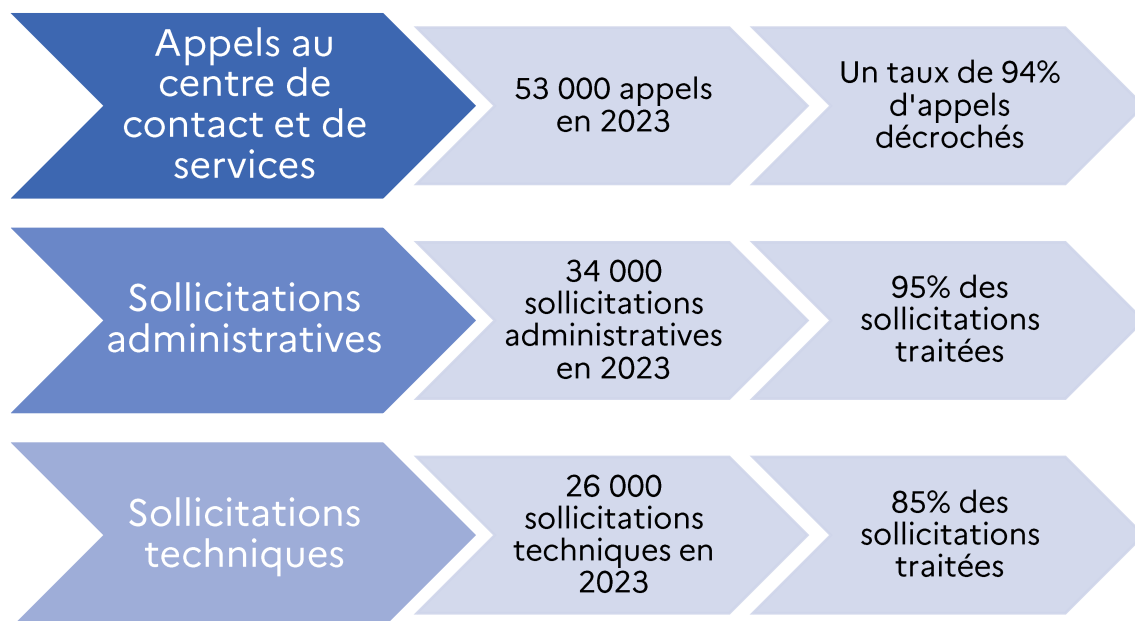 Appels au
centre de
contact et de
services
53 000 appels
en 2023
Un taux de 94%
d'appels
décrochés
Sollicitations
administratives
34 000
sollicitations
administratives
en 2023
95% des
sollicitations
traitées
Sollicitations
techniques
26 000
sollicitations
techniques en
2023
85% des
sollicitations
traitées